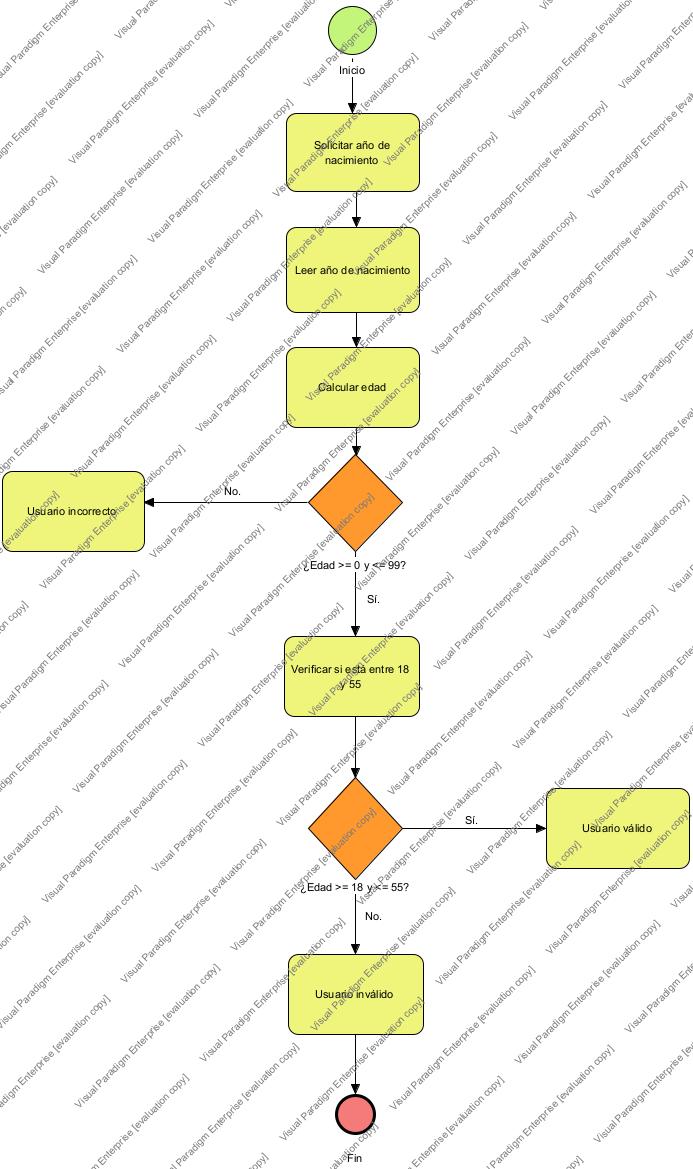 Inicio
Solicitar año de
nacimiento
Leer año de nacimiento
Calcular edad
No.
Usuario incorrecto
¿Edad >= 0 y <= 99?
Sí.
Verificar si está entre 18
y 55
Sí.
Usuario válido
¿Edad >= 18 y <= 55?
No.
Usuario inválido
Fin
Visual Paradigm Enterprise [evaluation copy]